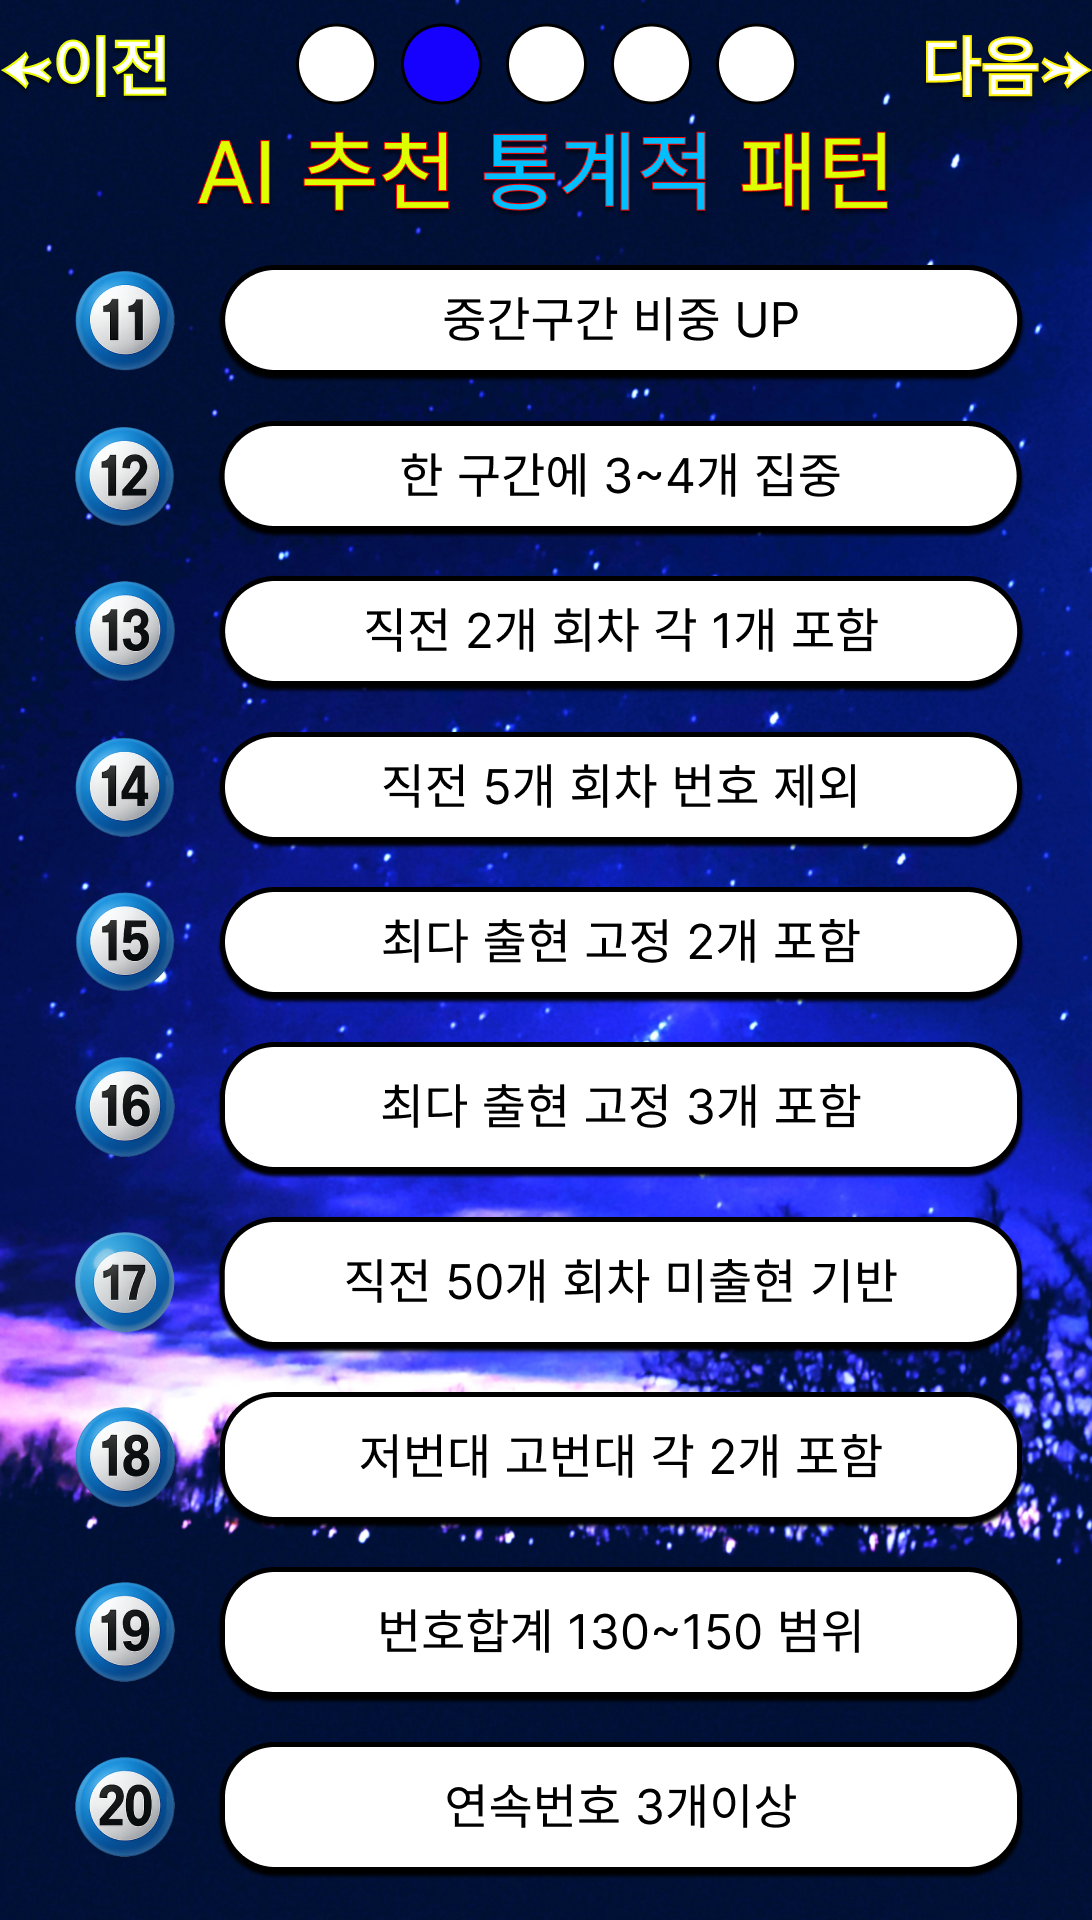 이전
다음
AI 추천 통계적 패턴
11 중간구간 비중 UP
12 한 구간에 3~4개 집중
13 직전 2개 회차 각 1개 포함
14 직전 5개 회차 번호 제외
15 최다 출현 고정 2개 포함
16 최다 출현 고정 3개 포함
17 직전 50개 회차 미출현 기반
18 저번대 고번대 각 2개 포함
19 번호합계 130~150 범위
20 연속번호 3개이상